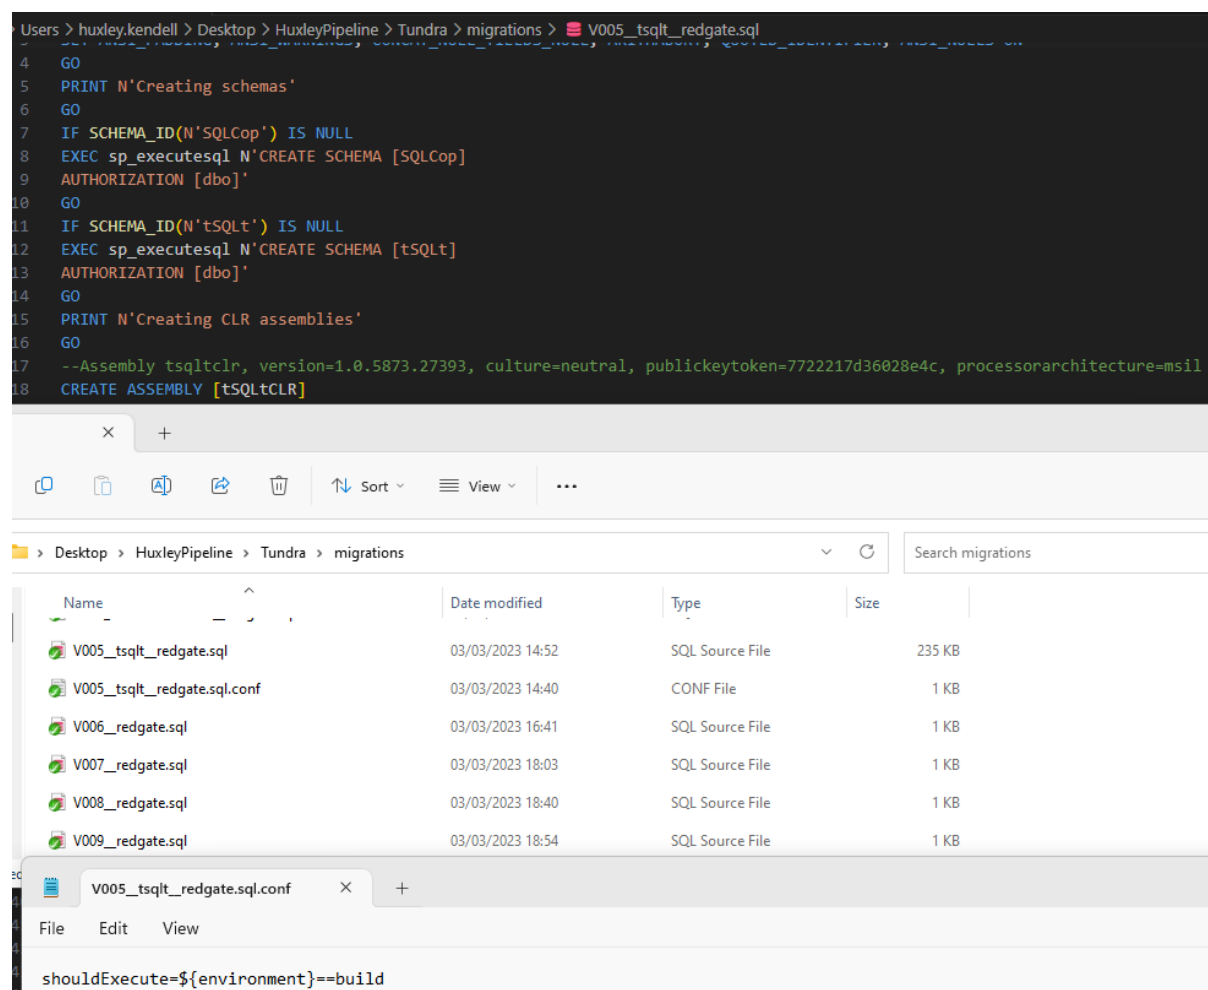 Users > huxley.kendell > Desktop > HuxleyPipeline > Tundra > migrations > V005__tsqlt__redgate.sql
SET ANSI_PADDING, ANSI_WARNINGS, CONCAT_NULL_YIELDS_NULL, ARITHABORT, QUOTED_IDENTIFIER, ANSI_NULLS ON
4 GO
5 PRINT N'Creating schemas'
6 GO
7 IF SCHEMA_ID(N'SQLCop') IS NULL
8 EXEC sp_executesql N'CREATE SCHEMA [SQLCop]
9 AUTHORIZATION [dbo]'
10 GO
11 IF SCHEMA_ID(N'tSQLt') IS NULL
12 EXEC sp_executesql N'CREATE SCHEMA [tSQLt]
13 AUTHORIZATION [dbo]'
14 GO
15 PRINT N'Creating CLR assemblies'
16 GO
17 --Assembly tsqltclr, version=1.0.5873.27393, culture=neutral, publickeytoken=7722217d36028e4c, processorarchitecture=msil
18 CREATE ASSEMBLY [tSQLtCLR]
Sort View
Desktop > HuxleyPipeline > Tundra > migrations Search migrations
Name Date modified Type Size
V005__tsqlt__redgate.sql 03/03/2023 14:52 SQL Source File 235 KB
V005__tsqlt__redgate.sql.conf 03/03/2023 14:40 CONF File 1 KB
V006__redgate.sql 03/03/2023 16:41 SQL Source File 1 KB
V007__redgate.sql 03/03/2023 18:03 SQL Source File 1 KB
V008__redgate.sql 03/03/2023 18:40 SQL Source File 1 KB
V009__redgate.sql 03/03/2023 18:54 SQL Source File 1 KB
V005__tsqlt__redgate.sql.conf
File Edit View
shouldExecute=${environment}==build